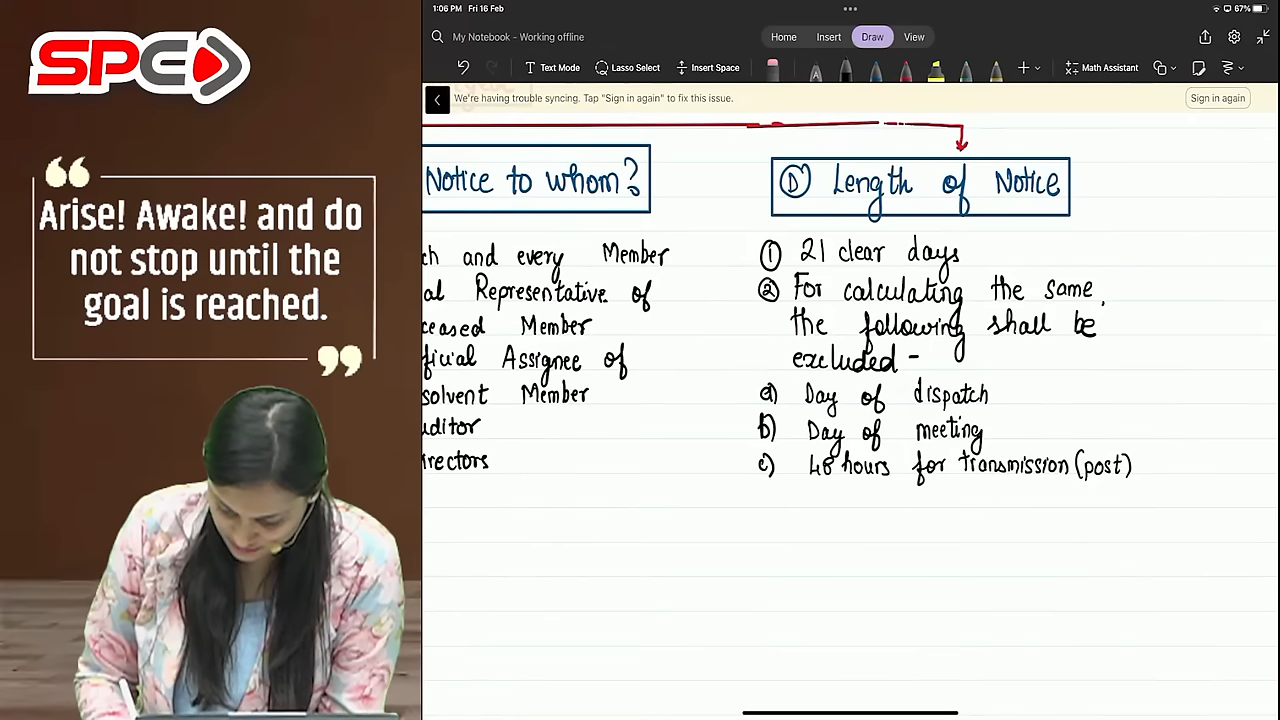 SPC
Arise! Awake! and do
not stop until the
goal is reached.
1:06 PM Fri 16 Feb
67%
My Notebook - Working offline
Home Insert Draw View
Text Mode Lasso Select Insert Space Math Assistant
We're having trouble syncing. Tap "Sign in again" to fix this issue.
Sign in again
Notice to whom?
ch and every Member
al Representative of
ceased Member
ficial Assignee of
solvent Member
uditor
irectors
D Length of Notice
1 21 clear days
2 For calculating the same,
the following shall be
excluded -
a) Day of dispatch
b) Day of meeting
c) 48 hours for transmission (post)